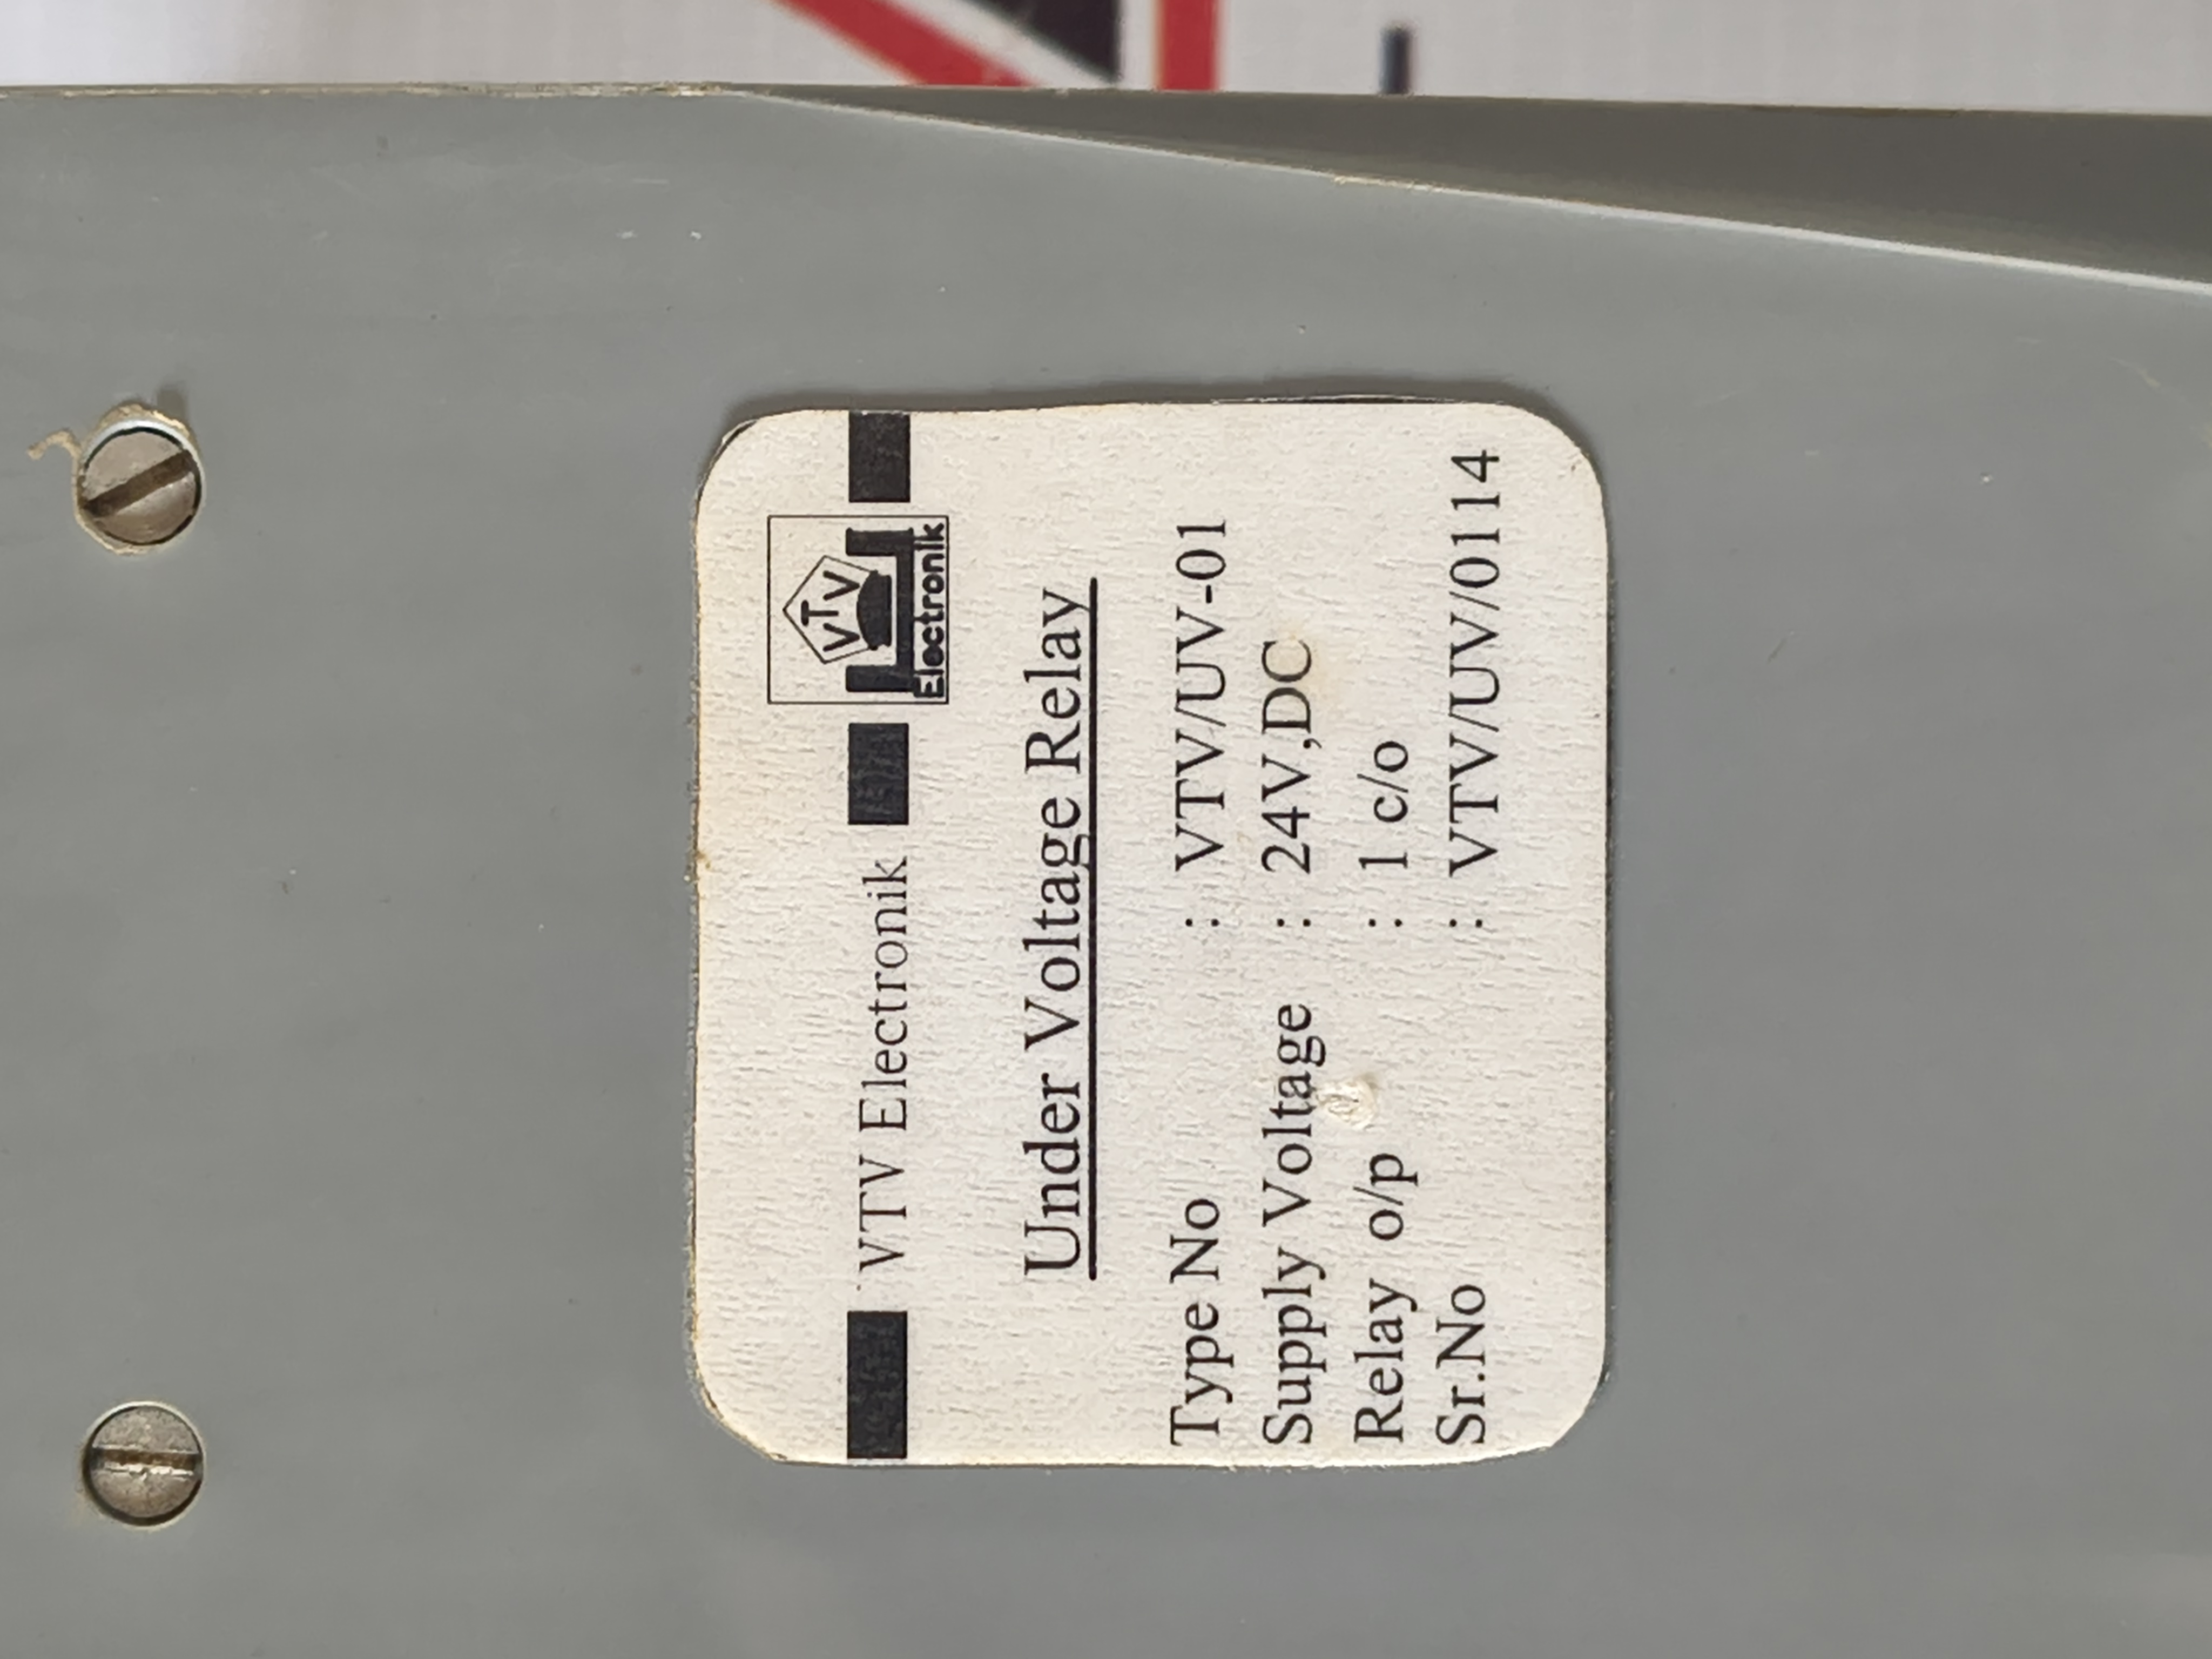 VTV Electronik
VTV
Electronik
Under Voltage Relay
Type No : VTV/UV-01
Supply Voltage : 24V,DC
Relay o/p : 1 c/o
Sr.No : VTV/UV/0114